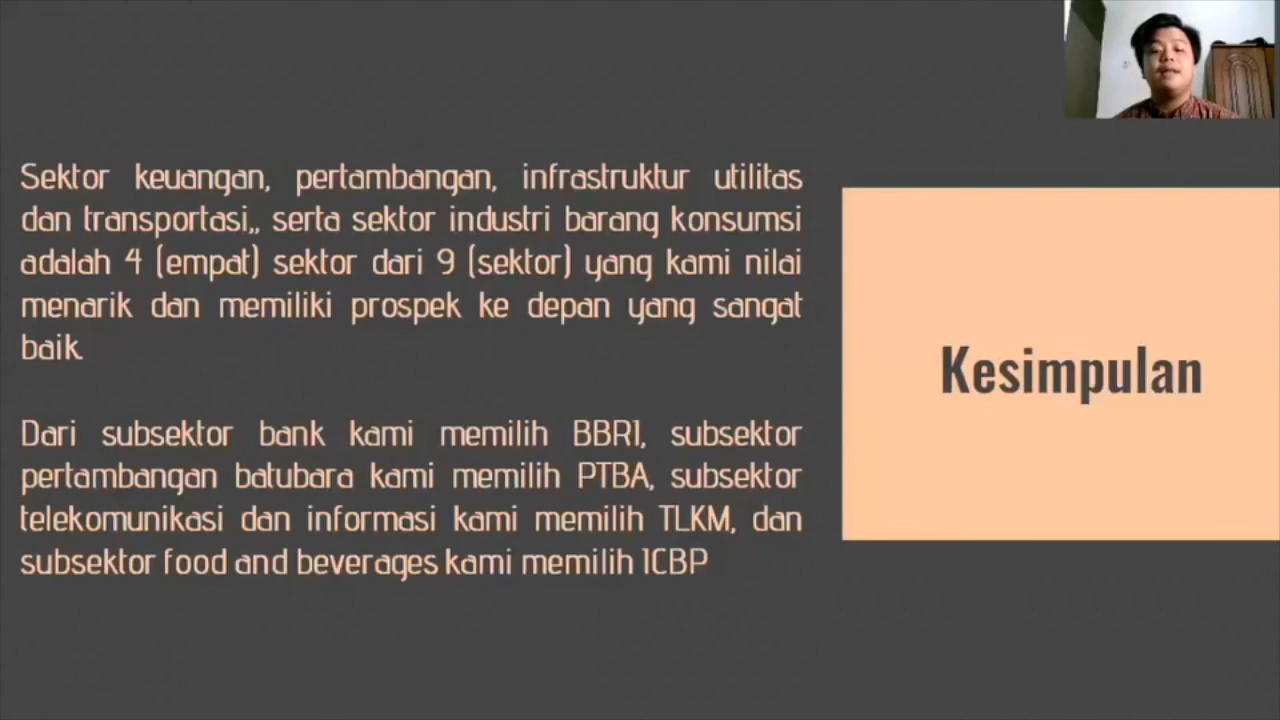 Sektor keuangan, pertambangan, infrastruktur utilitas
dan transportasi,, serta sektor industri barang konsumsi
adalah 4 (empat) sektor dari 9 (sektor) yang kami nilai
menarik dan memiliki prospek ke depan yang sangat
baik.
Dari subsektor bank kami memilih BBRI, subsektor
pertambangan batubara kami memilih PTBA, subsektor
telekomunikasi dan informasi kami memilih TLKM, dan
subsektor food and beverages kami memilih ICBP
Kesimpulan